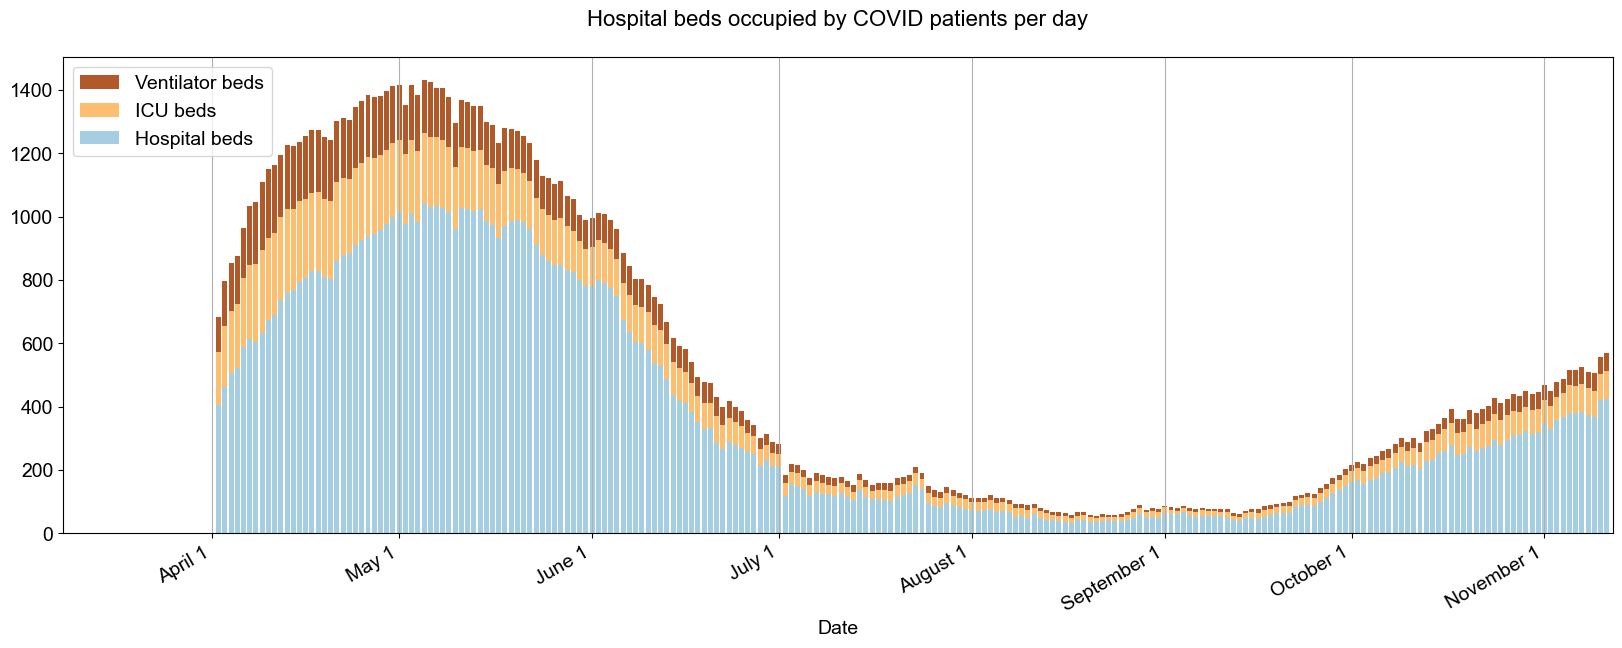 Hospital beds occupied by COVID patients per day
Ventilator beds
ICU beds
Hospital beds
1400
1200
1000
800
600
400
200
0
April 1
May 1
June 1
July 1
August 1
September 1
October 1
November 1
Date